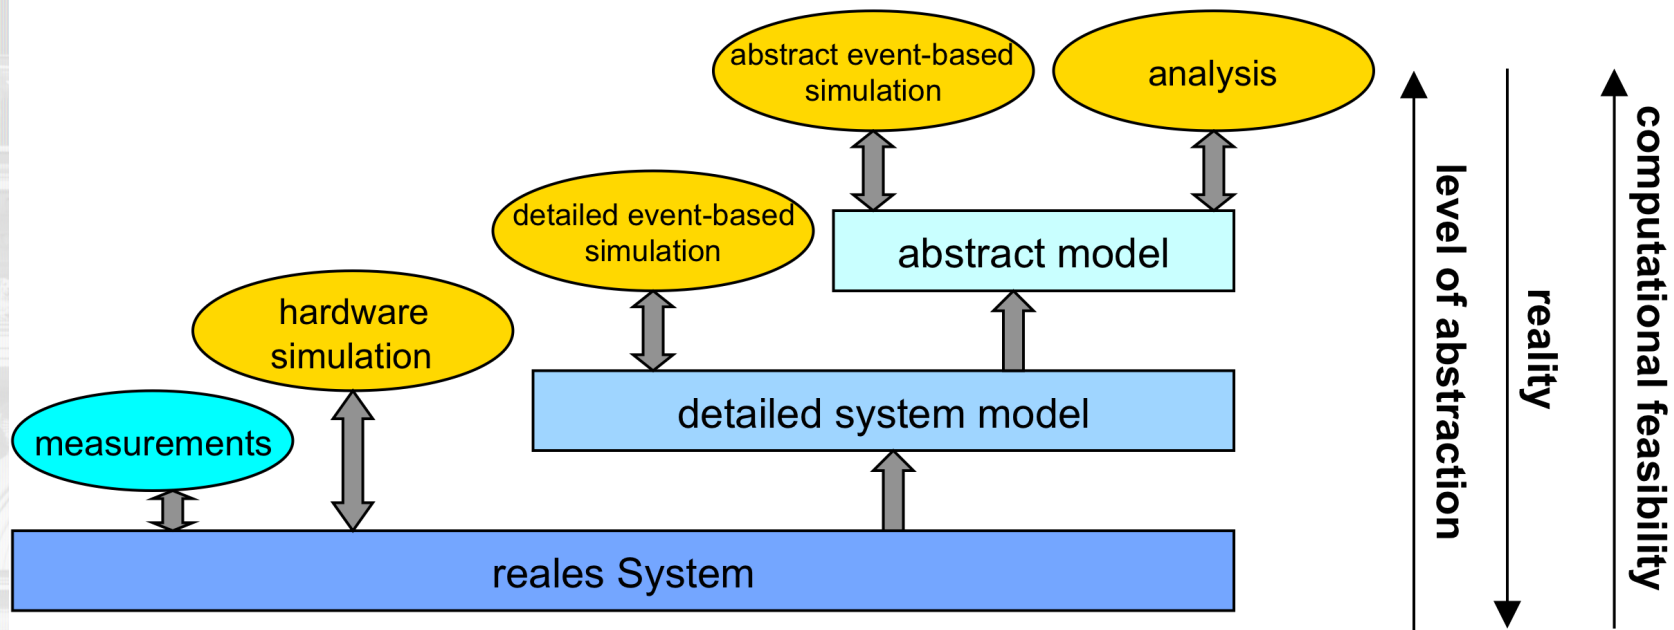 abstract event-based
simulation
analysis
detailed event-based
simulation
abstract model
hardware
simulation
detailed system model
measurements
reales System
level of abstraction
reality
computational feasibility